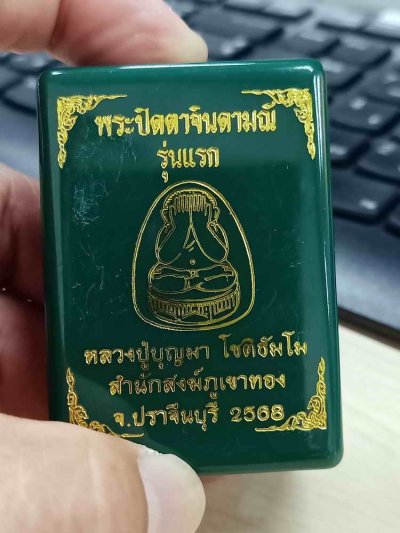 พระปิดตาจินดามณี
รุ่นแรก
หลวงปู่บุญมา โชติธัมโม
สำนักสงฆ์ภูเขาทอง
จ.ปราจีนบุรี 2568